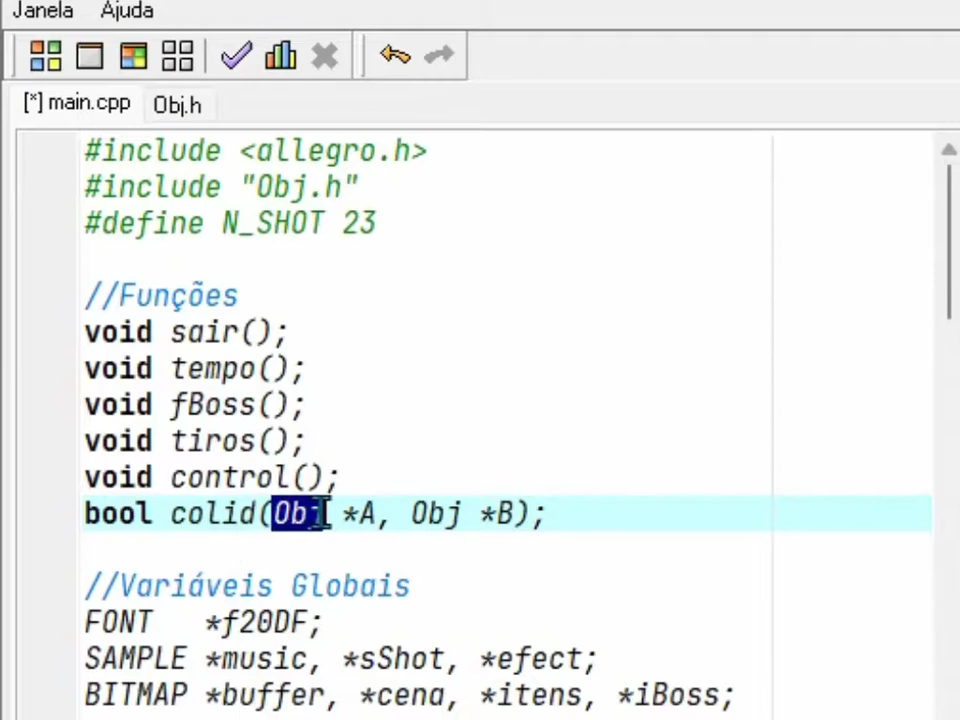 Janela Ajuda
[*] main.cpp Obj.h
#include <allegro.h>
#include "Obj.h"
#define N_SHOT 23
//Funções
void sair();
void tempo();
void fBoss();
void tiros();
void control();
bool colid(Obj *A, Obj *B);
//Variáveis Globais
FONT *f20DF;
SAMPLE *music, *sShot, *efect;
BITMAP *buffer, *cena, *itens, *iBoss;